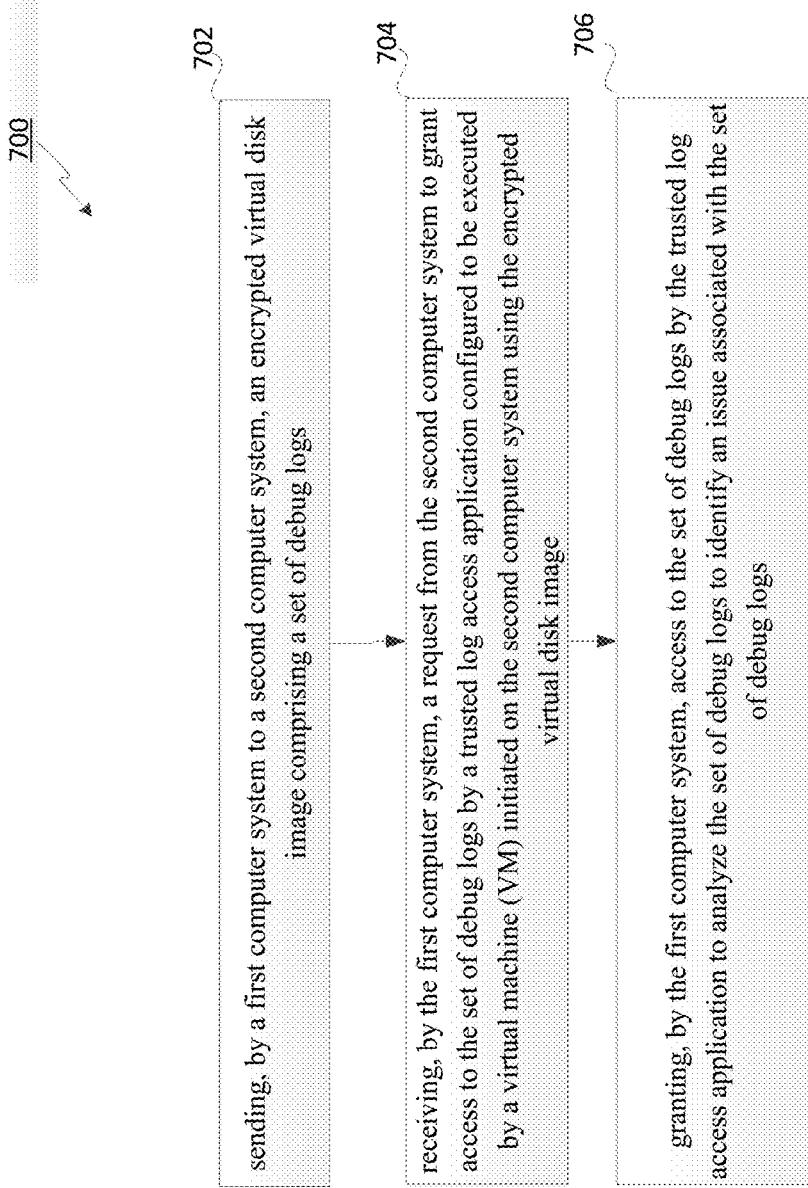 700
702
sending, by a first computer system to a second computer system, an encrypted virtual disk
image comprising a set of debug logs
704
receiving, by the first computer system, a request from the second computer system to grant
access to the set of debug logs by a trusted log access application configured to be executed
by a virtual machine (VM) initiated on the second computer system using the encrypted
virtual disk image
706
granting, by the first computer system, access to the set of debug logs by the trusted log
access application to analyze the set of debug logs to identify an issue associated with the set
of debug logs